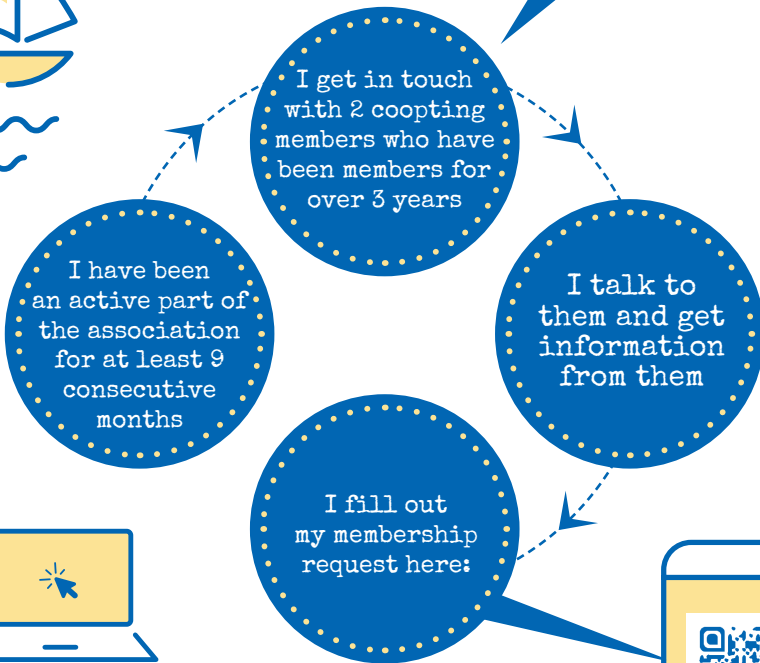 I get in touch
with 2 coopting
members who have
been members for
over 3 years
I have been
an active part of
the association
for at least 9
consecutive
months
I talk to
them and get
information
from them
I fill out
my membership
request here: